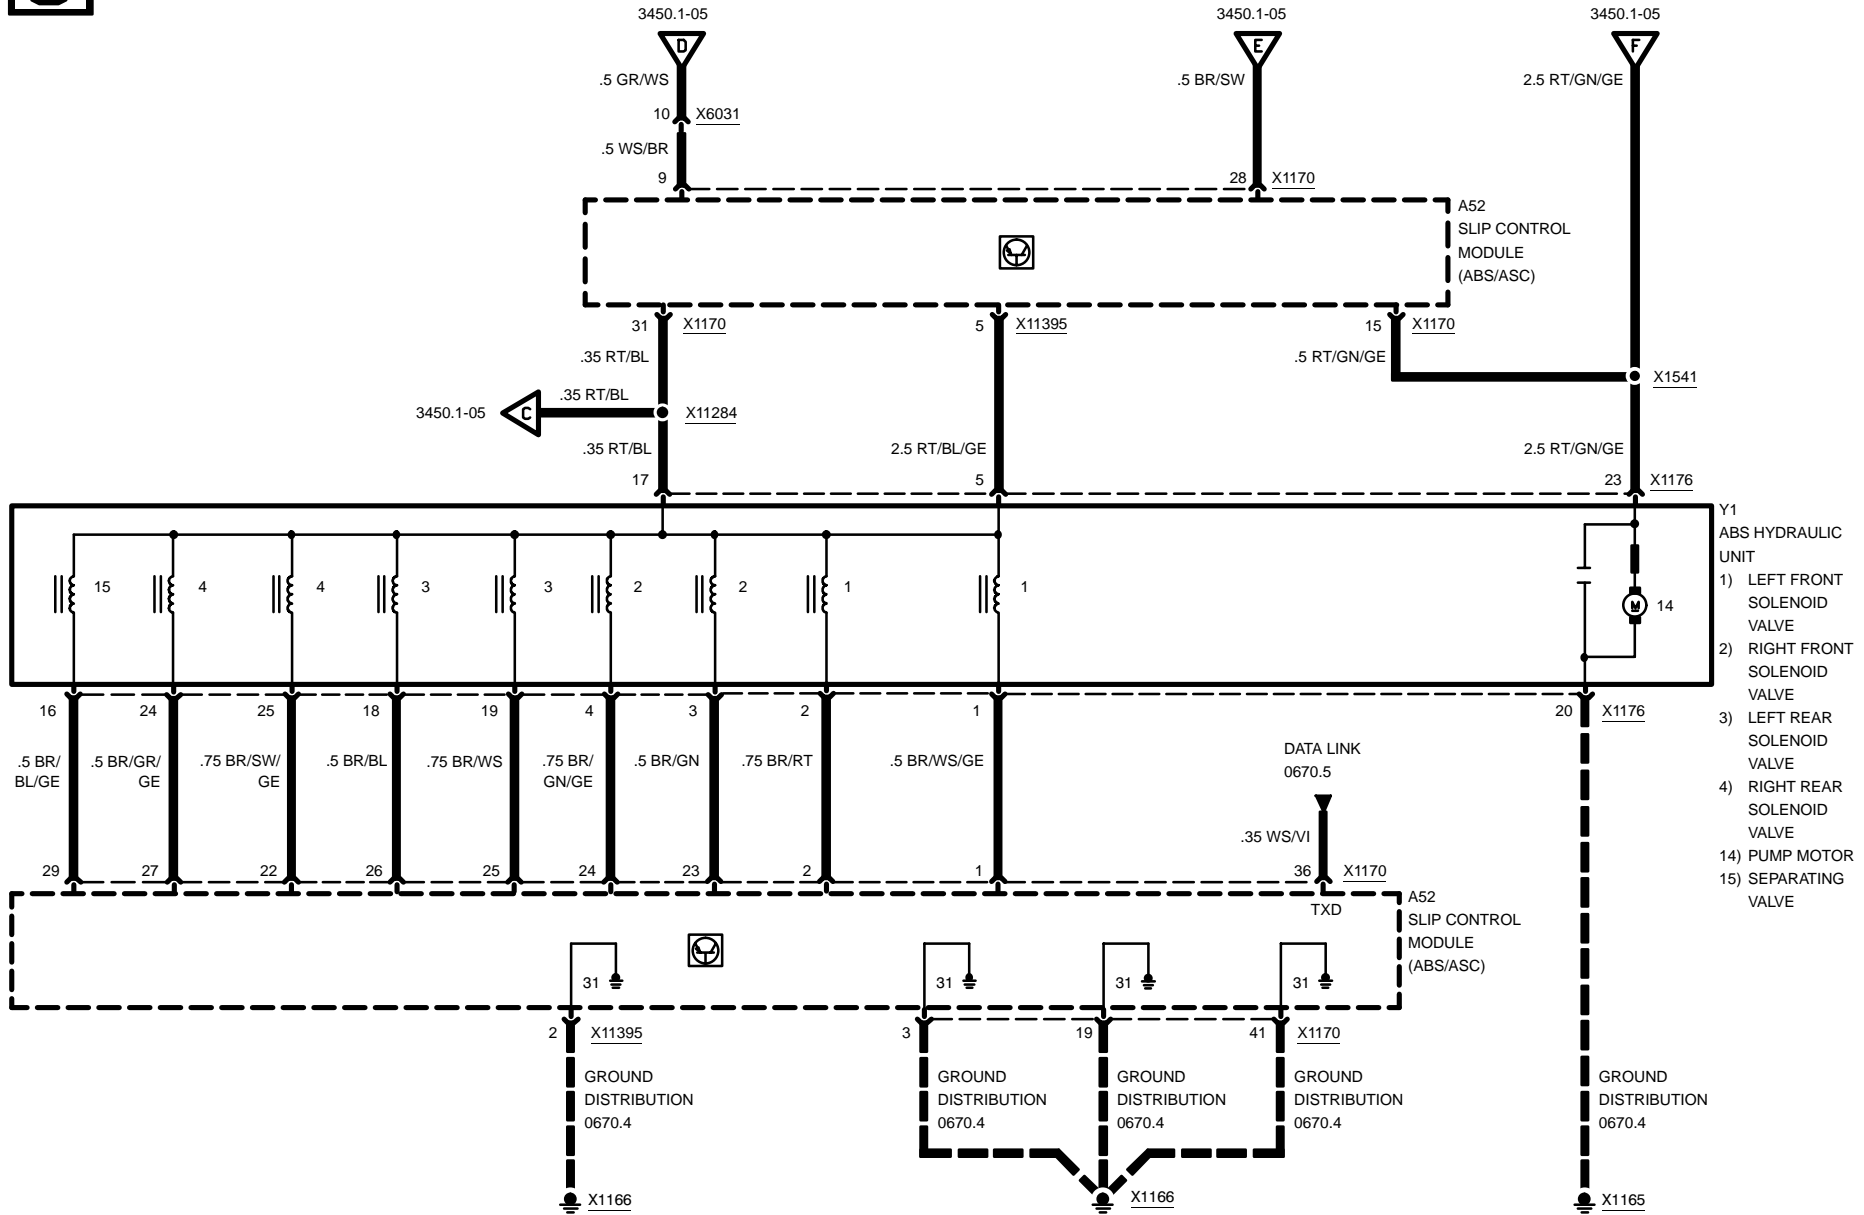 3450.1-05
3450.1-05
3450.1-05
D
E
F
.5 GR/WS
.5 BR/SW
2.5 RT/GN/GE
10 X6031
.5 WS/BR
9
28 X1170
A52
SLIP CONTROL
MODULE
(ABS/ASC)
31 X1170
5 X11395
15 X1170
.35 RT/BL
.5 RT/GN/GE
X1541
3450.1-05
C
.35 RT/BL
X11284
.35 RT/BL
2.5 RT/BL/GE
2.5 RT/GN/GE
17
5
23 X1176
15
4
4
3
3
2
2
1
1
M
14
Y1
ABS HYDRAULIC
UNIT
1) LEFT FRONT
SOLENOID
VALVE
2) RIGHT FRONT
SOLENOID
VALVE
3) LEFT REAR
SOLENOID
VALVE
4) RIGHT REAR
SOLENOID
VALVE
14) PUMP MOTOR
15) SEPARATING
VALVE
16
24
25
18
19
4
3
2
1
20 X1176
.5 BR/
BL/GE
.5 BR/GR/
GE
.75 BR/SW/
GE
.5 BR/BL
.75 BR/WS
.75 BR/
GN/GE
.5 BR/GN
.75 BR/RT
.5 BR/WS/GE
DATA LINK
0670.5
.35 WS/VI
29
27
22
26
25
24
23
2
1
36 X1170
TXD
A52
SLIP CONTROL
MODULE
(ABS/ASC)
31
31
31
31
2 X11395
3
19
41 X1170
GROUND
DISTRIBUTION
0670.4
GROUND
DISTRIBUTION
0670.4
GROUND
DISTRIBUTION
0670.4
GROUND
DISTRIBUTION
0670.4
GROUND
DISTRIBUTION
0670.4
X1166
X1166
X1165